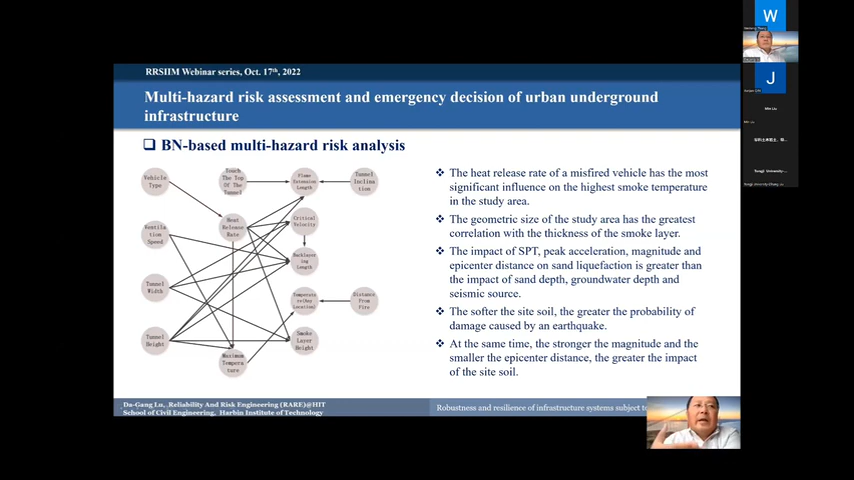 RRSIIM Webinar series, Oct. 17th, 2022
Multi-hazard risk assessment and emergency decision of urban underground
infrastructure
BN-based multi-hazard risk analysis
Vehicle
Type
Touch
The Top
Of The
Tunnel
Flame
Extension
Length
Tunnel
Inclina
tion
Heat
Release
Rate
Critical
Velocity
Ventila
tion
Speed
Backlayer
ing
Length
Tunnel
Width
Temperatu
re(Any
Location)
Distance
From
Fire
Tunnel
Height
Smoke
Layer
Height
Maximum
Tempera
ture
The heat release rate of a misfired vehicle has the most
significant influence on the highest smoke temperature
in the study area.
The geometric size of the study area has the greatest
correlation with the thickness of the smoke layer.
The impact of SPT, peak acceleration, magnitude and
epicenter distance on sand liquefaction is greater than
the impact of sand depth, groundwater depth and
seismic source.
The softer the site soil, the greater the probability of
damage caused by an earthquake.
At the same time, the stronger the magnitude and the
smaller the epicenter distance, the greater the impact
of the site soil.
Da-Gang Lu, Reliability And Risk Engineering (RARE)@HIT
School of Civil Engineering, Harbin Institute of Technology
Robustness and resilience of infrastructure systems subject to
W
J
Min Liu
Tongji University-